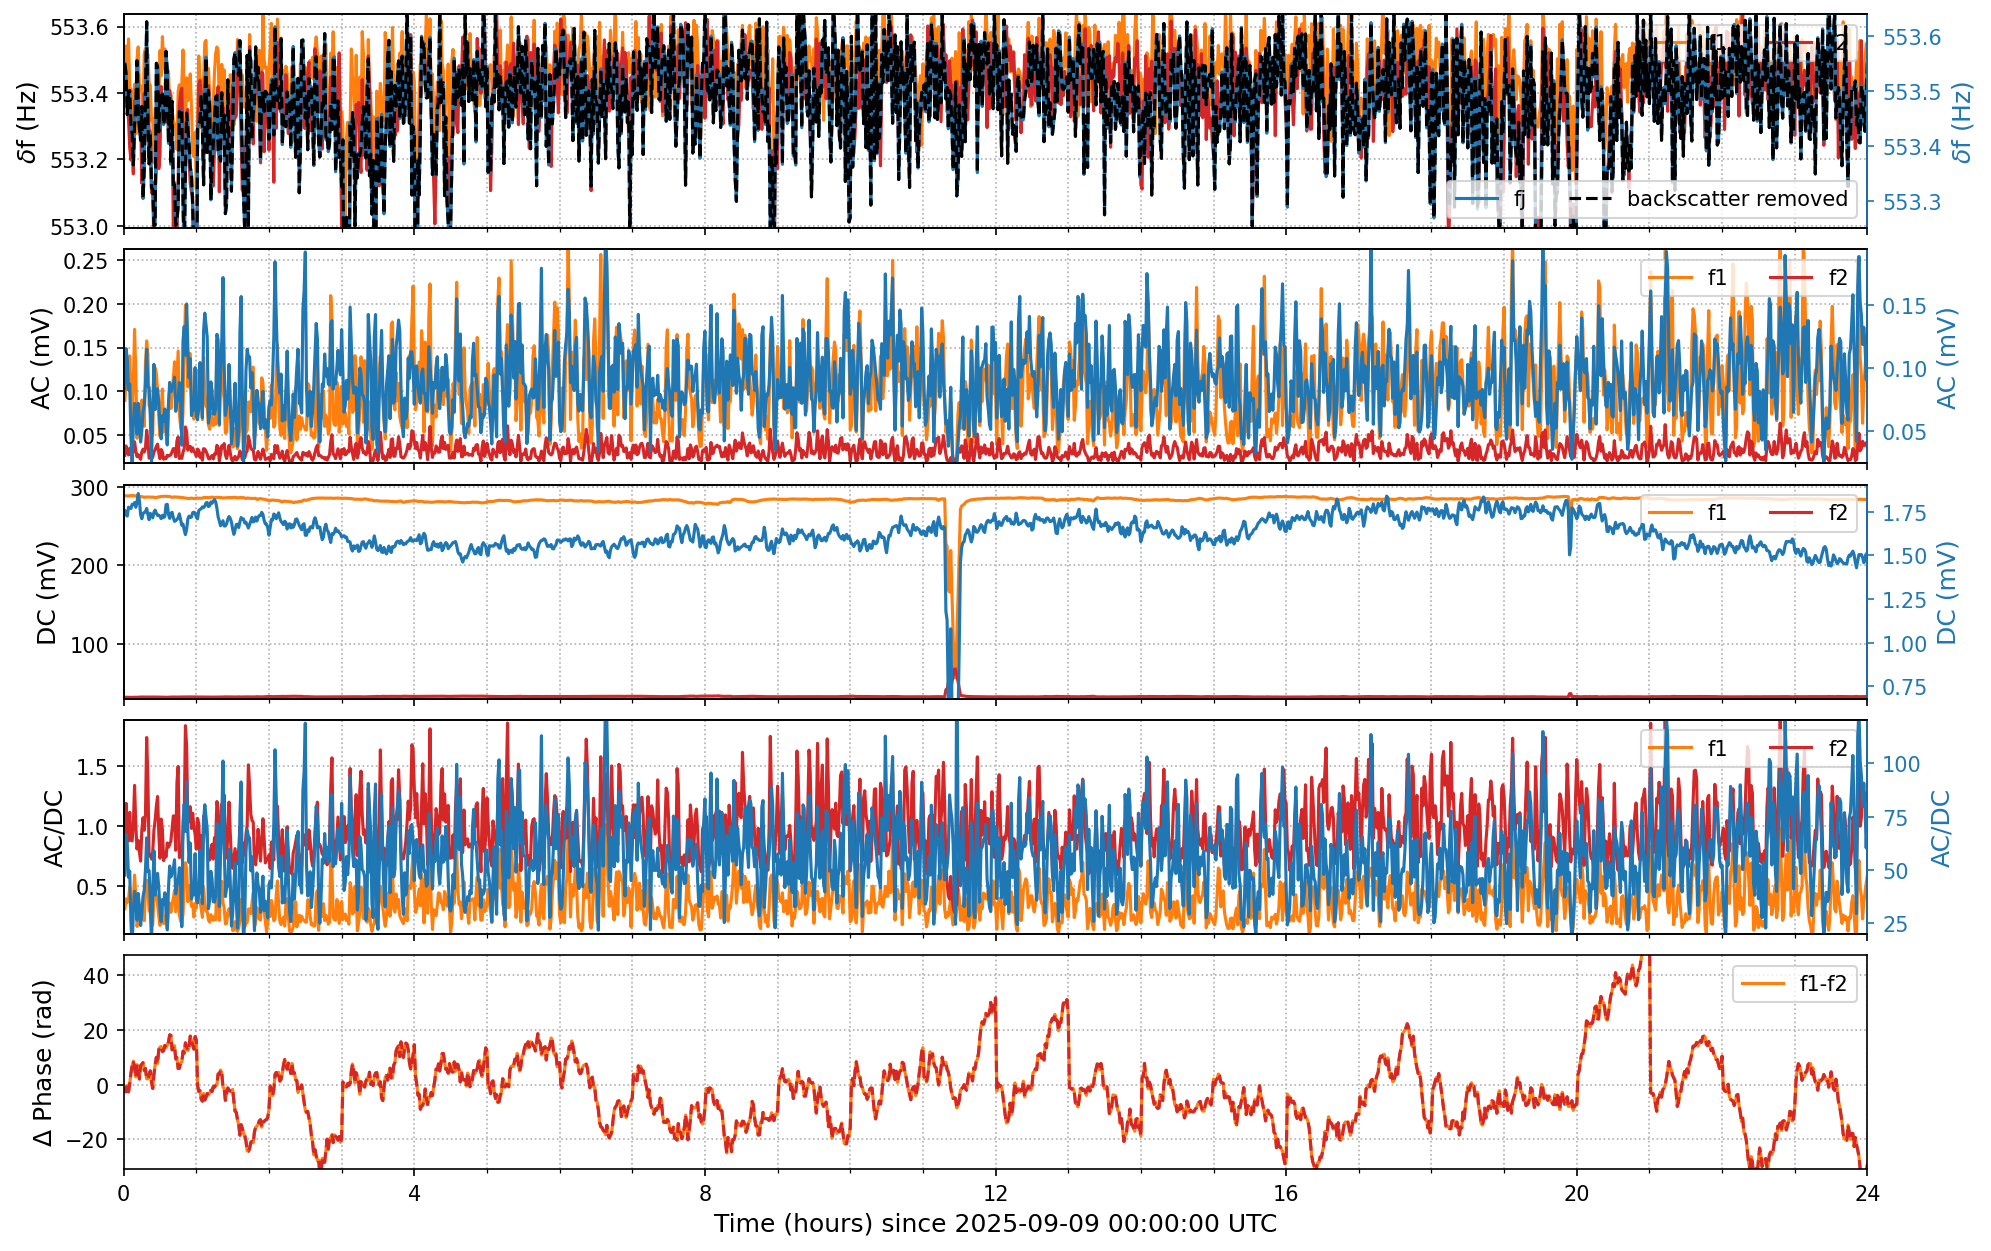 553.6
553.4
553.2
553.0
δf (Hz)
553.6
553.5
553.4
553.3
δf (Hz)
f1 f2
fj backscatter removed
0.25
0.20
0.15
0.10
0.05
AC (mV)
0.15
0.10
0.05
AC (mV)
f1 f2
300
200
100
DC (mV)
1.75
1.50
1.25
1.00
0.75
DC (mV)
f1 f2
1.5
1.0
0.5
AC/DC
100
75
50
25
AC/DC
f1 f2
40
20
0
−20
Δ Phase (rad)
f1-f2
0 4 8 12 16 20 24
Time (hours) since 2025-09-09 00:00:00 UTC